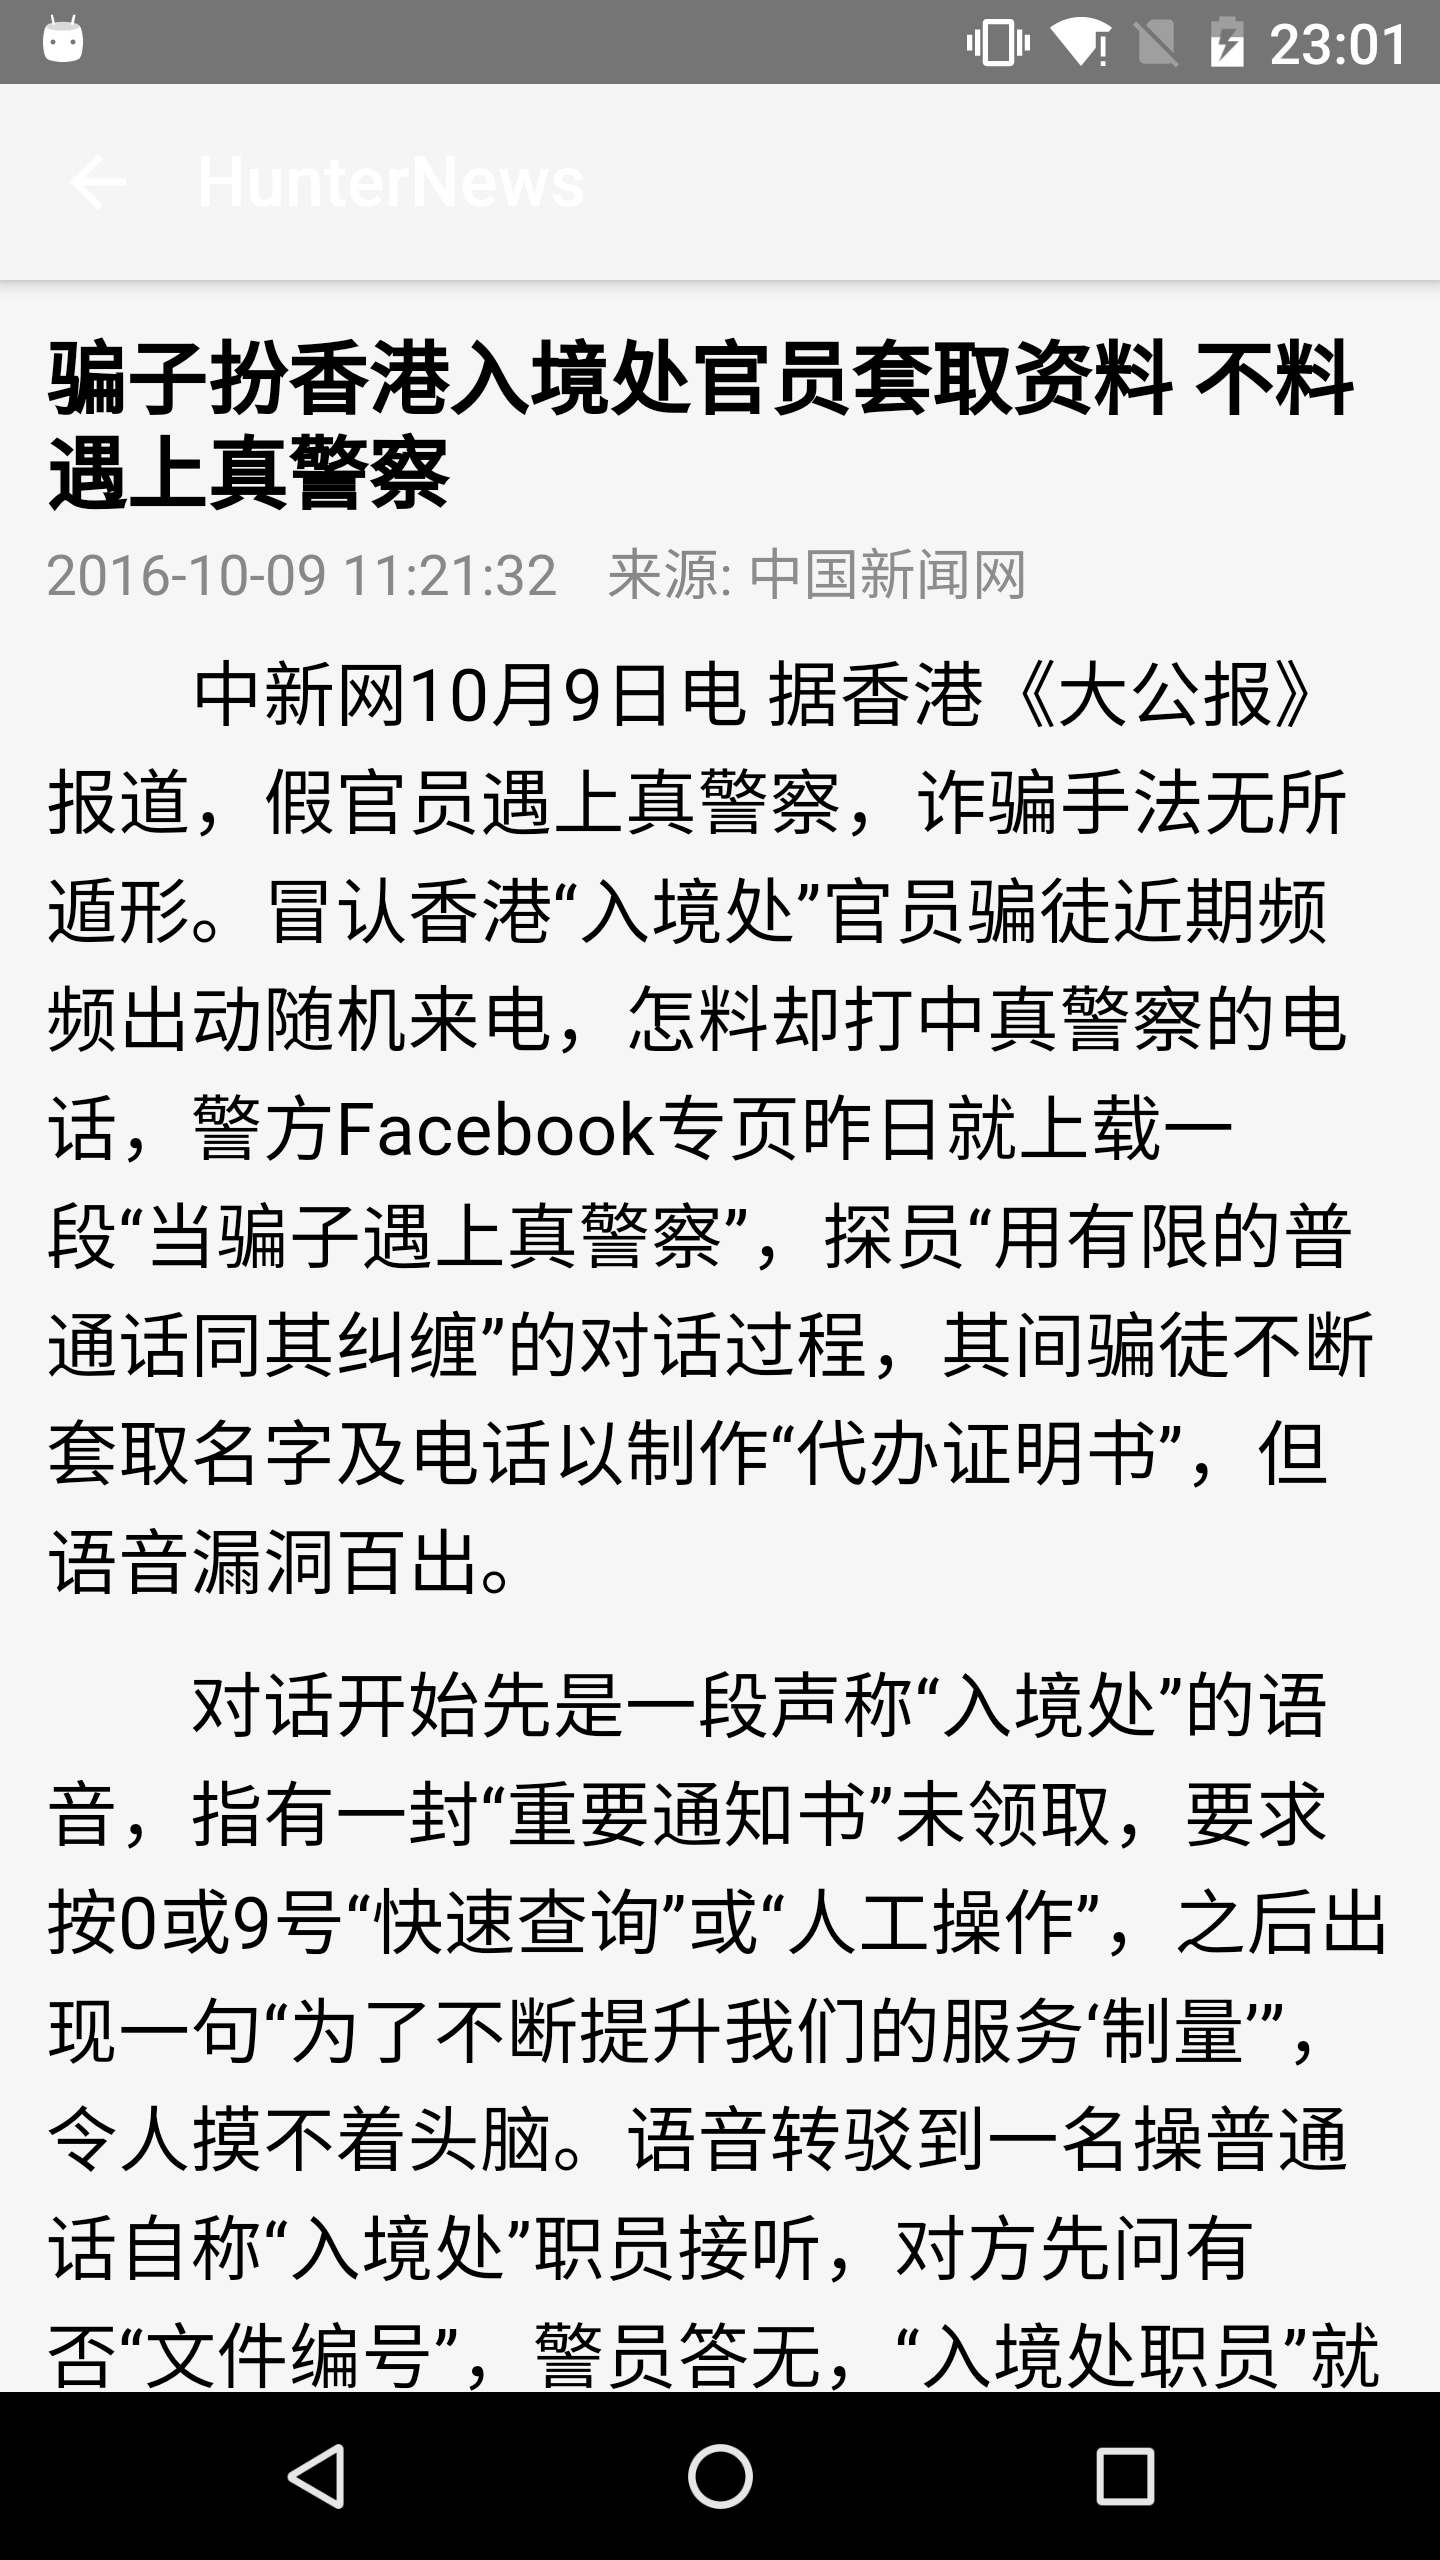 23:01
HunterNews
骗子扮香港入境处官员套取资料 不料
遇上真警察
2016-10-09 11:21:32 来源: 中国新闻网
中新网10月9日电 据香港《大公报》
报道，假官员遇上真警察，诈骗手法无所
遁形。冒认香港“入境处”官员骗徒近期频
频出动随机来电，怎料却打中真警察的电
话，警方Facebook专页昨日就上载一
段“当骗子遇上真警察”，探员“用有限的普
通话同其纠缠”的对话过程，其间骗徒不断
套取名字及电话以制作“代办证明书”，但
语音漏洞百出。
对话开始先是一段声称“入境处”的语
音，指有一封“重要通知书”未领取，要求
按0或9号“快速查询”或“人工操作”，之后出
现一句“为了不断提升我们的服务‘制量’”，
令人摸不着头脑。语音转驳到一名操普通
话自称“入境处”职员接听，对方先问有
否“文件编号”，警员答无，“入境处职员”就